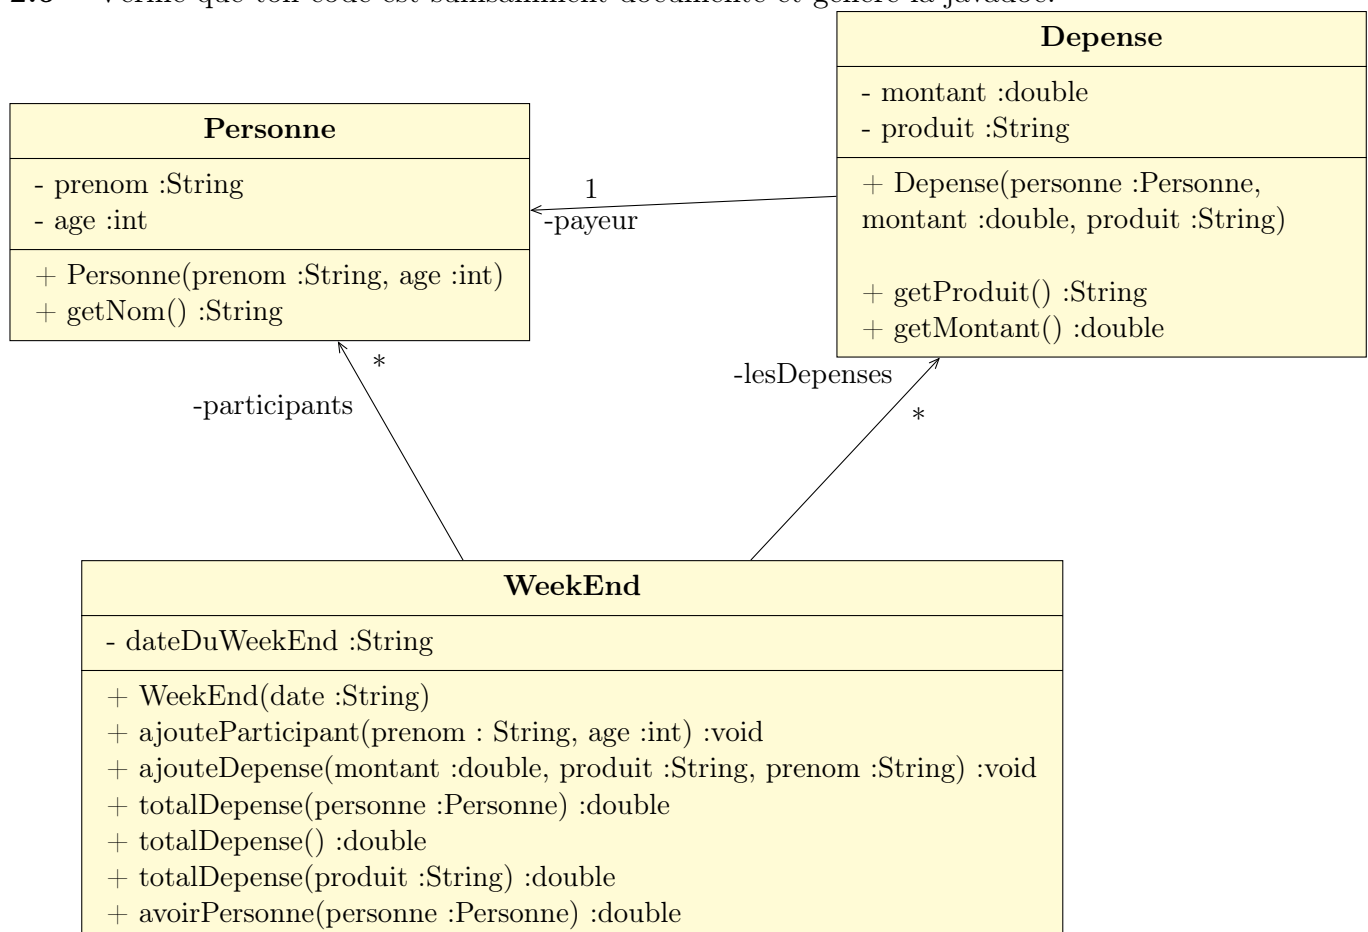 Personne
- prenom :String
- age :int
+ Personne(prenom :String, age :int)
+ getNom() :String
Depense
- montant :double
- produit :String
+ Depense(personne :Personne,
montant :double, produit :String)
+ getProduit() :String
+ getMontant() :double
1
-payeur
*
-participants
-lesDepenses
*
WeekEnd
- dateDuWeekEnd :String
+ WeekEnd(date :String)
+ ajouteParticipant(prenom : String, age :int) :void
+ ajouteDepense(montant :double, produit :String, prenom :String) :void
+ totalDepense(personne :Personne) :double
+ totalDepense() :double
+ totalDepense(produit :String) :double
+ avoirPersonne(personne :Personne) :double